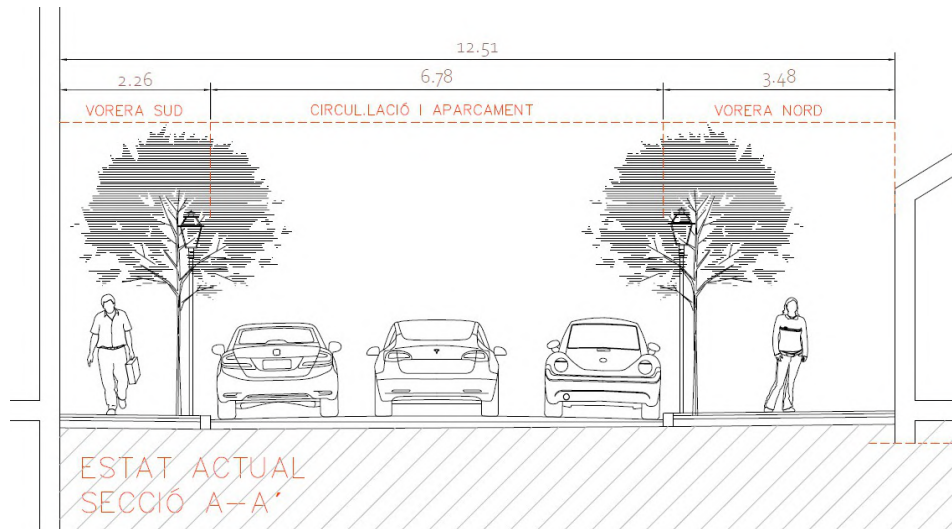 12.51
2.26 6.78 3.48
VORERA SUD CIRCUL.LACIÓ I APARCAMENT VORERA NORD
ESTAT ACTUAL
SECCIÓ A-A´